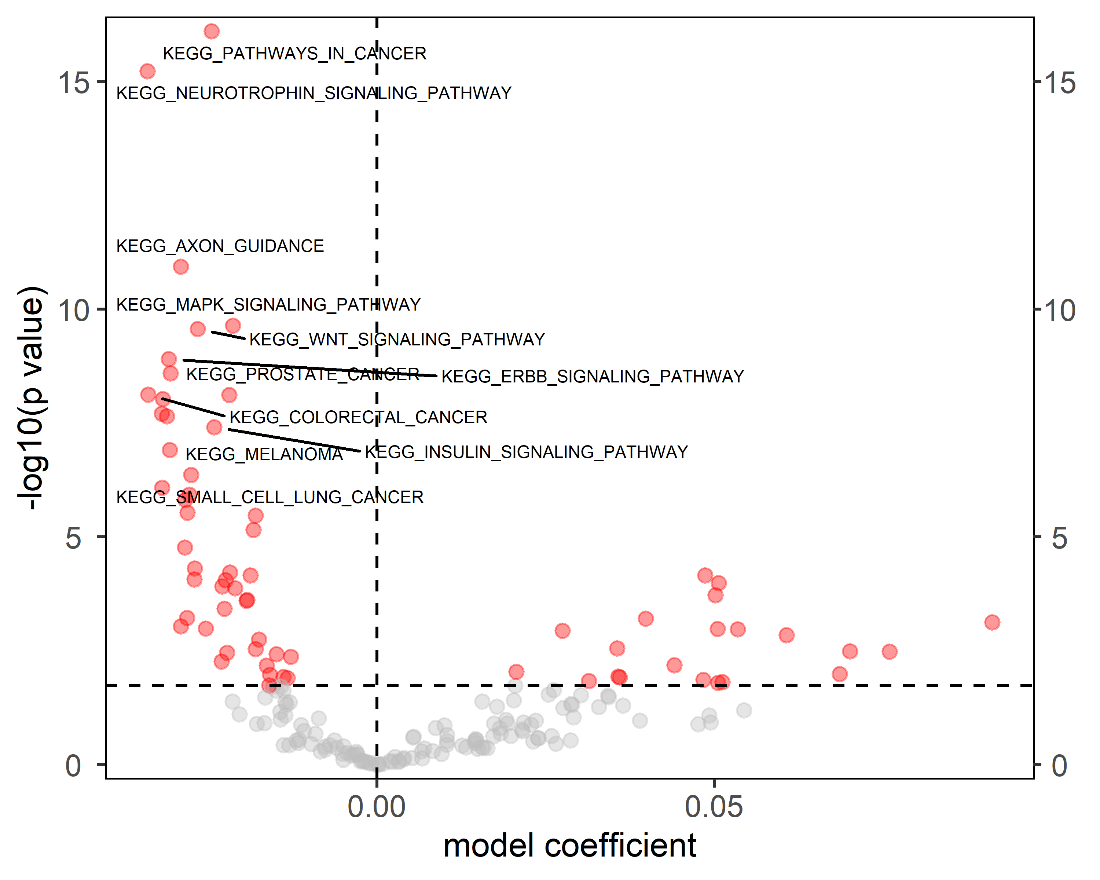 KEGG_PATHWAYS_IN_CANCER
15
15
KEGG_NEUROTROPHIN_SIGNALING_PATHWAY
KEGG_AXON_GUIDANCE
KEGG_MAPK_SIGNALING_PATHWAY
10
10
KEGG_WNT_SIGNALING_PATHWAY
KEGG_PROSTATE_CANCER
KEGG_ERBB_SIGNALING_PATHWAY
KEGG_COLORECTAL_CANCER
KEGG_MELANOMA
KEGG_INSULIN_SIGNALING_PATHWAY
KEGG_SMALL_CELL_LUNG_CANCER
5
5
0
0
-log10(p value)
0.00
0.05
model coefficient